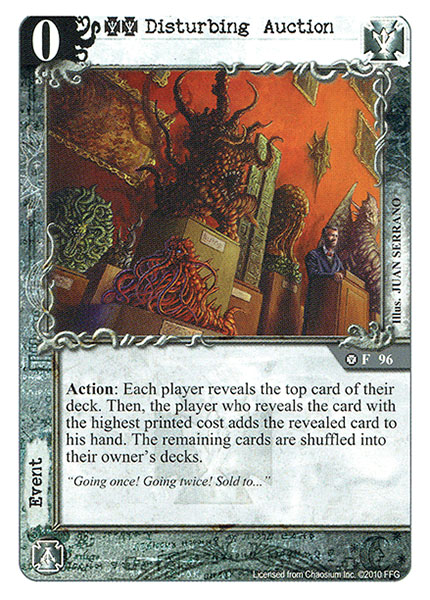 0 Disturbing Auction
Illus. JUAN SERRANO
F 96
Action: Each player reveals the top card of their
deck. Then, the player who reveals the card with
the highest printed cost adds the revealed card to
his hand. The remaining cards are shuffled into
their owner's decks.
"Going once! Going twice! Sold to..."
Event
Licensed from Chaosium Inc. ©2010 FFG